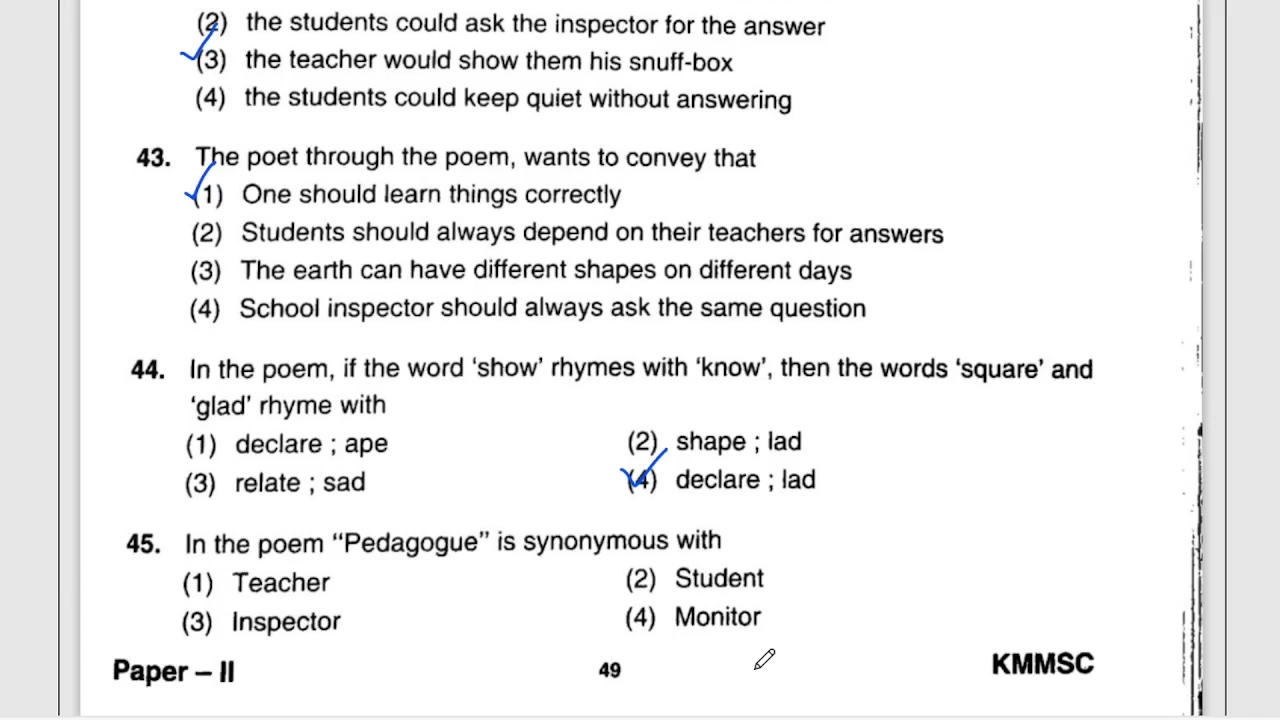 (2) the students could ask the inspector for the answer
(3) the teacher would show them his snuff-box
(4) the students could keep quiet without answering
43. The poet through the poem, wants to convey that
(1) One should learn things correctly
(2) Students should always depend on their teachers for answers
(3) The earth can have different shapes on different days
(4) School inspector should always ask the same question
44. In the poem, if the word ‘show’ rhymes with ‘know’, then the words ‘square’ and
‘glad’ rhyme with
(1) declare ; ape (2) shape ; lad
(3) relate ; sad (4) declare ; lad
45. In the poem “Pedagogue” is synonymous with
(1) Teacher (2) Student
(3) Inspector (4) Monitor
Paper – II 49 KMMSC